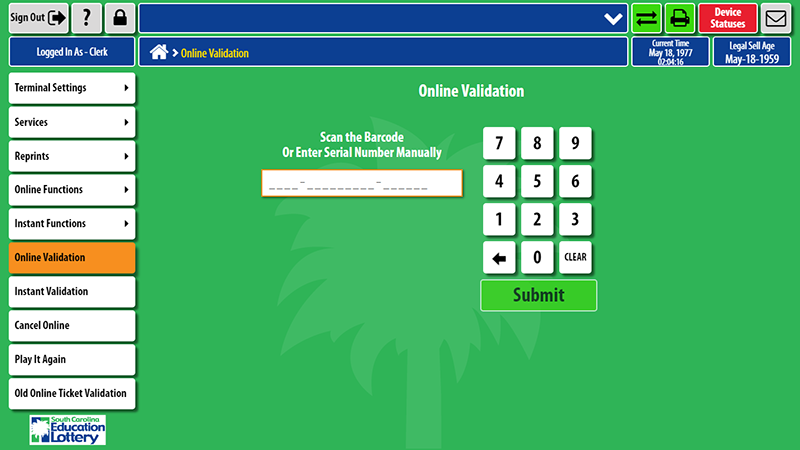 Sign Out
?
Device
Statuses
Logged In As - Clerk
> Online Validation
Current Time
May 18, 1977
02:04:16
Legal Sell Age
May-18-1959
Terminal Settings
Services
Reprints
Online Functions
Instant Functions
Online Validation
Instant Validation
Cancel Online
Play It Again
Old Online Ticket Validation
South Carolina
Education
Lottery
Online Validation
Scan the Barcode
Or Enter Serial Number Manually
____-_________-______
7 8 9
4 5 6
1 2 3
0 CLEAR
Submit